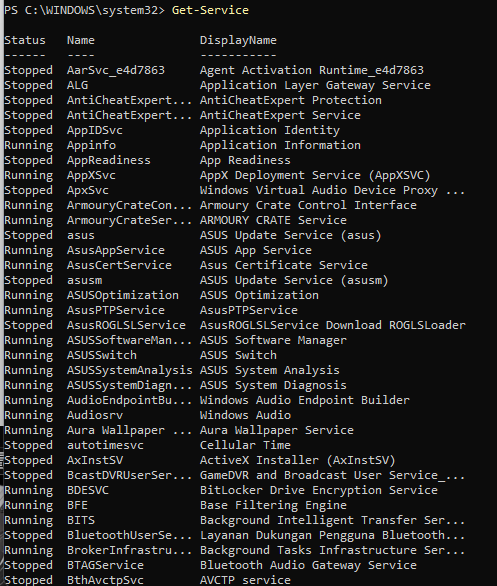 PS C:\WINDOWS\system32> Get-Service
Status Name DisplayName
------ ---- -----------
Stopped AarSvc_e4d7863 Agent Activation Runtime_e4d7863
Stopped ALG Application Layer Gateway Service
Stopped AntiCheatExpert... AntiCheatExpert Protection
Stopped AntiCheatExpert... AntiCheatExpert Service
Stopped AppIDSvc Application Identity
Running Appinfo Application Information
Stopped AppReadiness App Readiness
Running AppXSvc AppX Deployment Service (AppXSVC)
Stopped ApxSvc Windows Virtual Audio Device Proxy ...
Running ArmouryCrateCon... Armoury Crate Control Interface
Running ArmouryCrateSer... ARMOURY CRATE Service
Stopped asus ASUS Update Service (asus)
Running AsusAppService ASUS App Service
Running AsusCertService Asus Certificate Service
Stopped asusm ASUS Update Service (asusm)
Running ASUSOptimization ASUS Optimization
Running AsusPTPService AsusPTPService
Stopped AsusROGLSLService AsusROGLSLService Download ROGLSLoader
Running ASUSSoftwareMan... ASUS Software Manager
Running ASUSSwitch ASUS Switch
Running ASUSSystemAnalysis ASUS System Analysis
Running ASUSSystemDiagn... ASUS System Diagnosis
Running AudioEndpointBu... Windows Audio Endpoint Builder
Running Audiosrv Windows Audio
Running Aura Wallpaper ... Aura Wallpaper Service
Stopped autotimesvc Cellular Time
Stopped AxInstSV ActiveX Installer (AxInstSV)
Stopped BcastDVRUserSer... GameDVR and Broadcast User Service_...
Running BDESVC BitLocker Drive Encryption Service
Running BFE Base Filtering Engine
Running BITS Background Intelligent Transfer Ser...
Stopped BluetoothUserSe... Layanan Dukungan Pengguna Bluetooth...
Running BrokerInfrastru... Background Tasks Infrastructure Ser...
Running BTAGService Bluetooth Audio Gateway Service
Running BthAvctpSvc AVCTP service